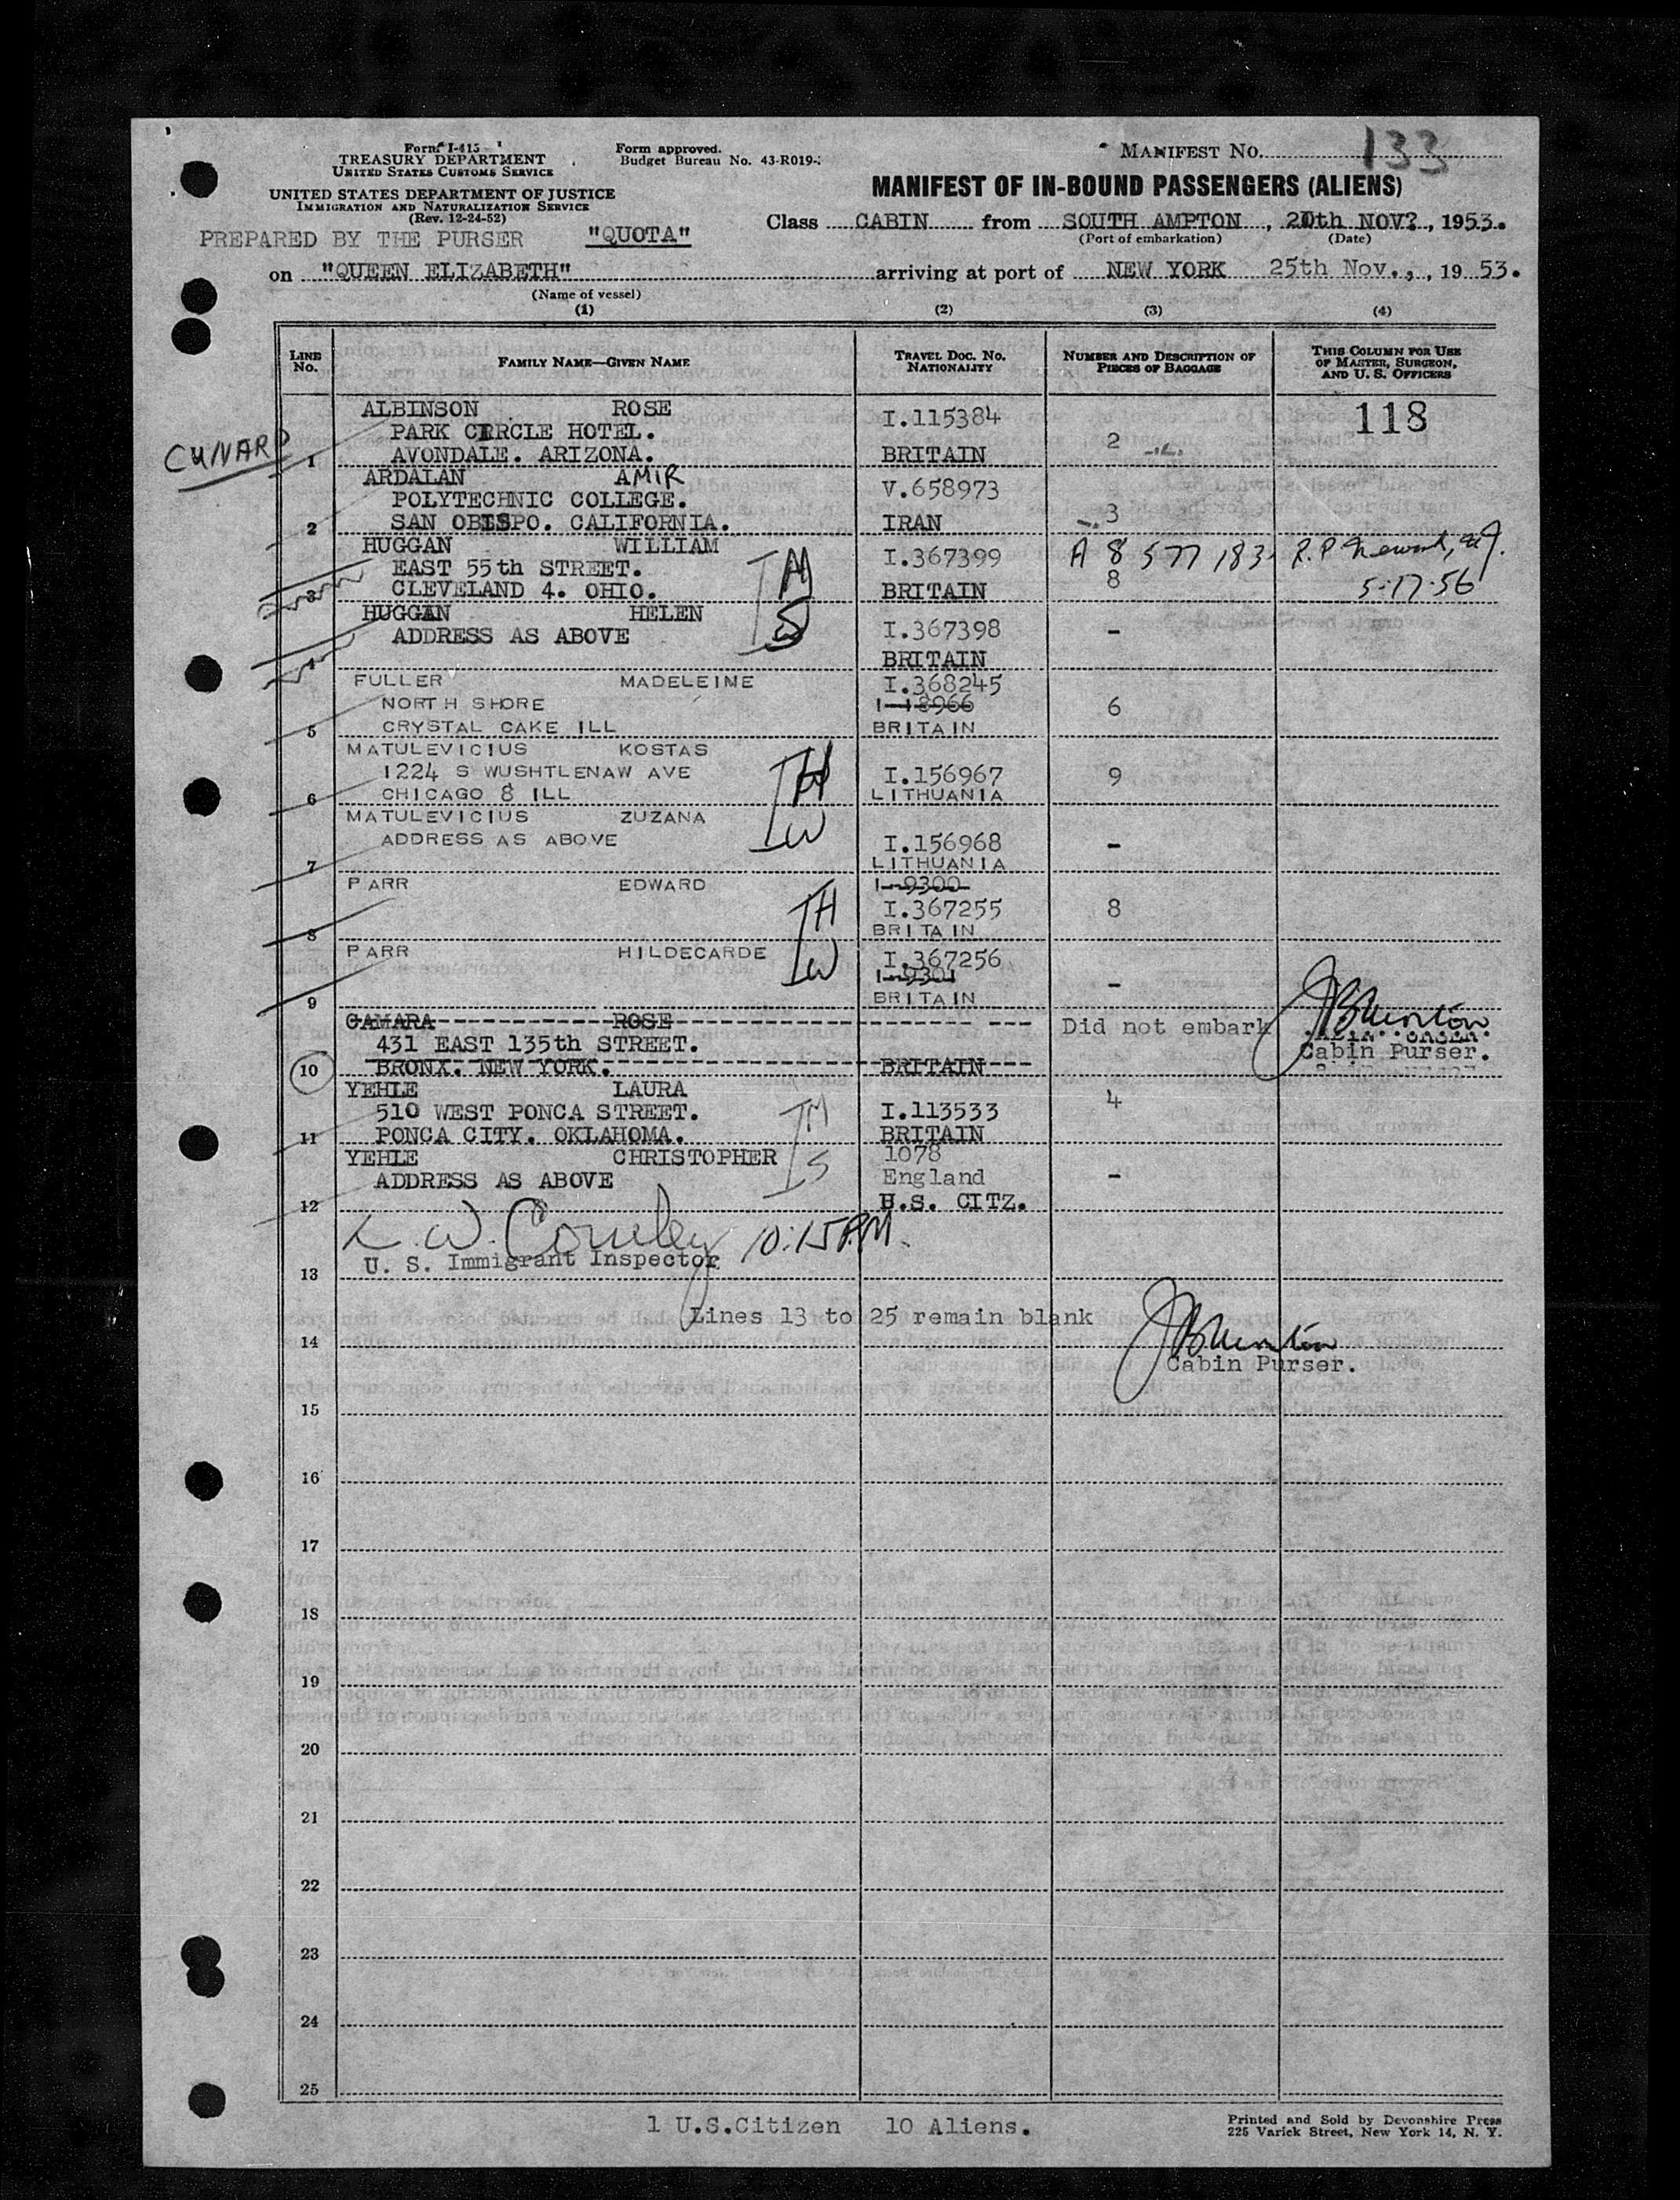 Form I-415
TREASURY DEPARTMENT
UNITED STATES CUSTOMS SERVICE
UNITED STATES DEPARTMENT OF JUSTICE
IMMIGRATION AND NATURALIZATION SERVICE
(Rev. 12-24-52)
Form approved.
Budget Bureau No. 43-R019-
MANIFEST NO. 133
MANIFEST OF IN-BOUND PASSENGERS (ALIENS)
PREPARED BY THE PURSER "QUOTA"
Class CABIN from SOUTH AMPTON, 20th NOV?, 1953.
(Port of embarkation) (Date)
on "QUEEN ELIZABETH" arriving at port of NEW YORK 25th Nov., , 19 53.
(Name of vessel)
(1) (2) (3) (4)
LINE No. FAMILY NAME—GIVEN NAME TRAVEL DOC. NO. NATIONALITY NUMBER AND DESCRIPTION OF PIECES OF BAGGAGE THIS COLUMN FOR USE OF MASTER, SURGEON, AND U. S. OFFICERS
ALBINSON ROSE I.115384 118
PARK CIRCLE HOTEL. 2
CUNARD 1 AVONDALE. ARIZONA. BRITAIN
ARDALAN AMIR V.658973
POLYTECHNIC COLLEGE. 3
2 SAN OBISPO. CALIFORNIA. IRAN
HUGGAN WILLIAM I.367399 A 8 577 183 R.P. Newark, N.J.
EAST 55th STREET. 8 5-17-56
3 CLEVELAND 4. OHIO. BRITAIN
HUGGAN HELEN I.367398
ADDRESS AS ABOVE -
4 BRITAIN
FULLER MADELEINE I.368245
NORTH SHORE I-18966 6
5 CRYSTAL CAKE ILL BRITAIN
MATULEVICIUS KOSTAS H
1224 S WUSHTLENAW AVE I.156967 9
6 CHICAGO 8 ILL LITHUANIA
MATULEVICIUS ZUZANA W
ADDRESS AS ABOVE I.156968 -
7 LITHUANIA
PARR EDWARD H I-9300
I.367255 8
8 BRITAIN
PARR HILDECARDE W I.367256
I-9301 -
9 BRITAIN
GAMARA ROSE Did not embark
431 EAST 135th STREET. Cabin Purser.
10 BRONX. NEW YORK. BRITAIN
YEHLE LAURA M 4
510 WEST PONCA STREET. I.113533
11 PONCA CITY. OKLAHOMA. BRITAIN
YEHLE CHRISTOPHER S 1078
ADDRESS AS ABOVE England -
12 U.S. CITZ.
10:15 P.M.
U. S. Immigrant Inspector
13
Lines 13 to 25 remain blank
14 Cabin Purser.
15
16
17
18
19
20
21
22
23
24
25
1 U.S.Citizen 10 Aliens.
Printed and Sold by Devonshire Press
225 Varick Street, New York 14, N. Y.